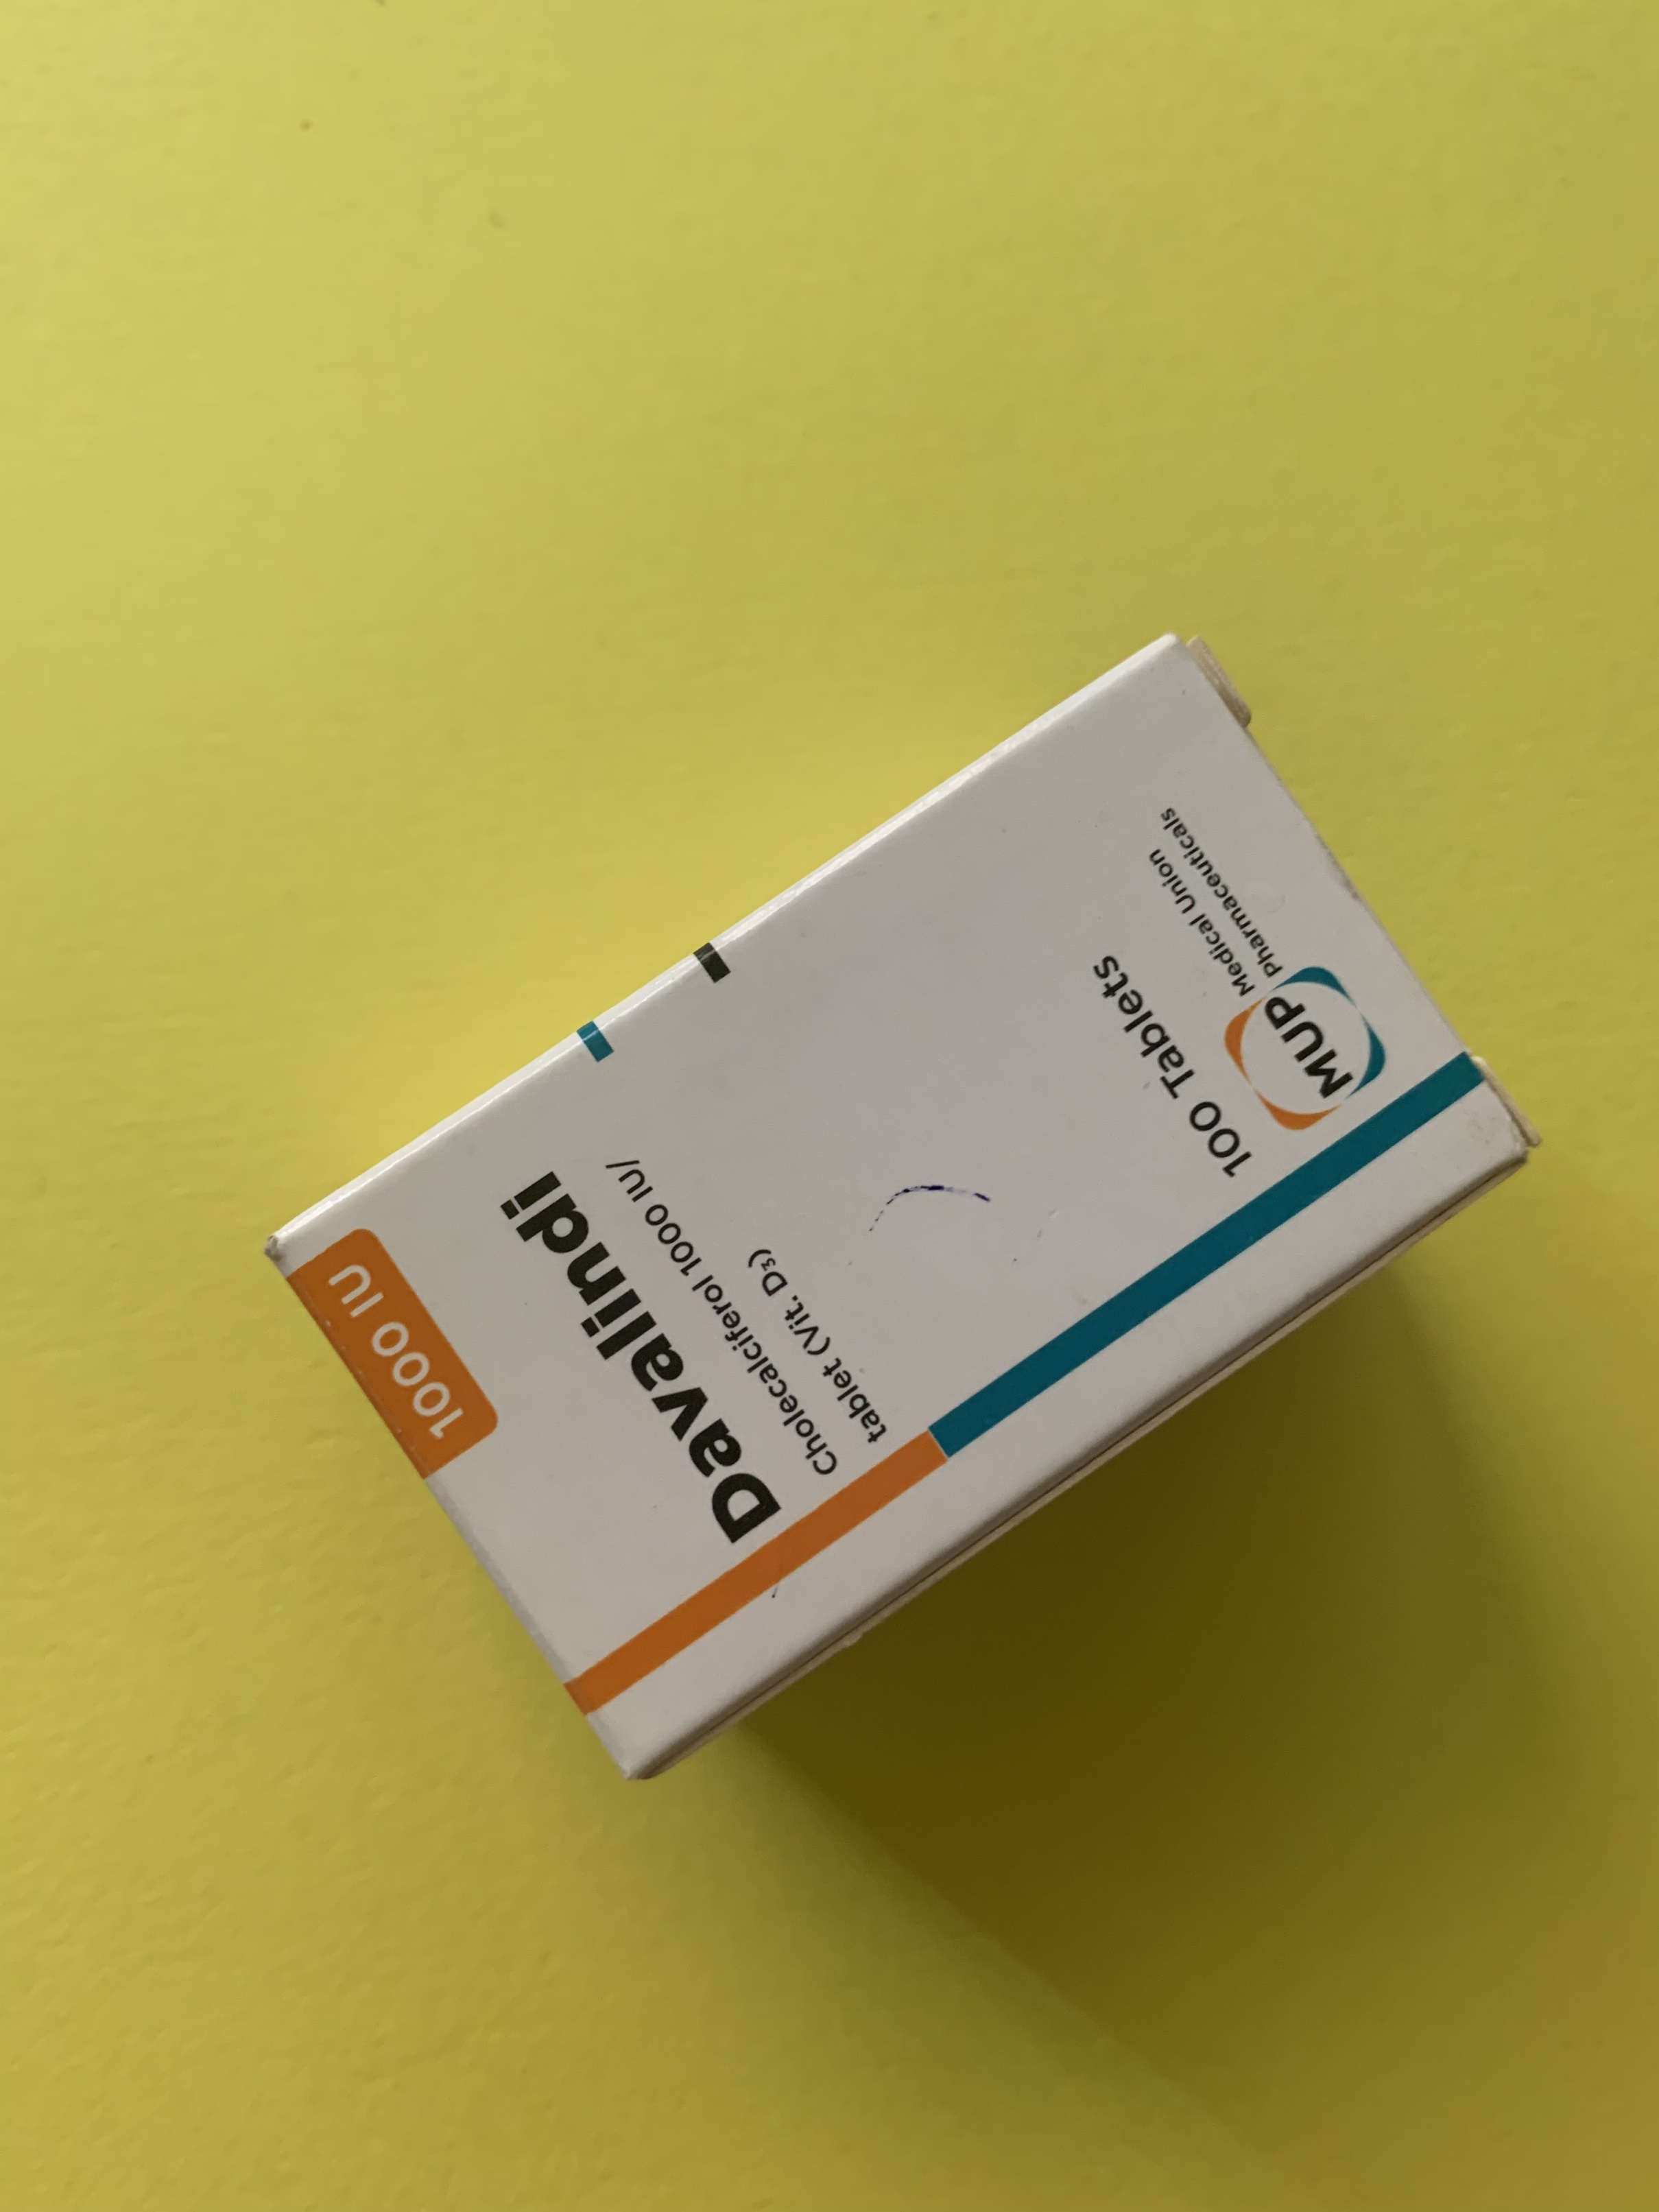 1000 IU
Davalindi
Cholecalciferol 1000 IU/
tablet (Vit. D₃)
100 Tablets
MUP
Medical Union
Pharmaceuticals